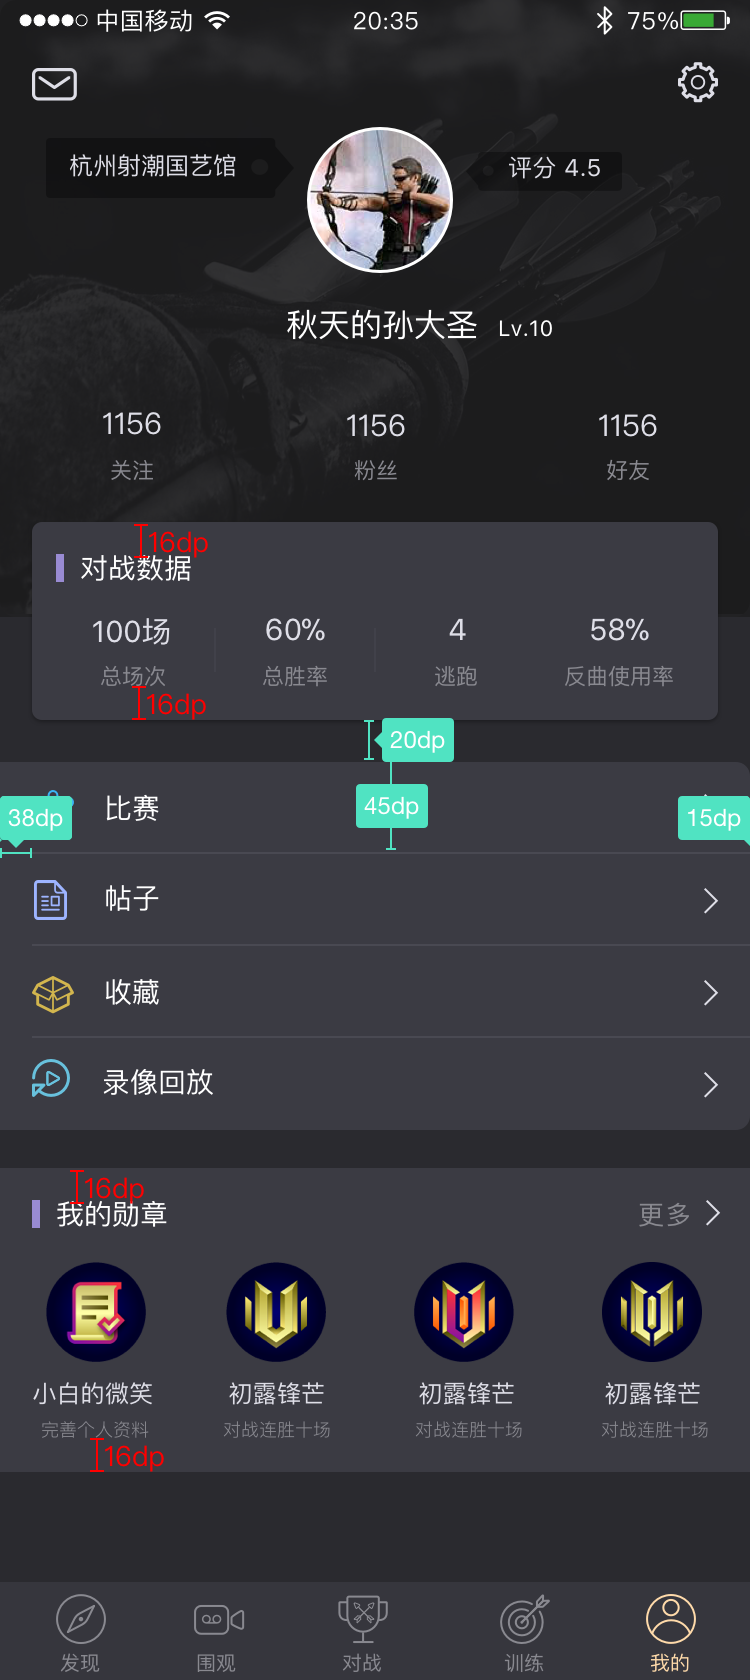 中国移动 20:35 75%
杭州射潮国艺馆 评分 4.5
秋天的孙大圣 Lv.10
1156 1156 1156
关注 粉丝 好友
16dp
对战数据
100场 60% 4 58%
总场次 总胜率 逃跑 反曲使用率
16dp
20dp
38dp 比赛 45dp 15dp
帖子
收藏
录像回放
16dp
我的勋章 更多
小白的微笑 初露锋芒 初露锋芒 初露锋芒
完善个人资料 对战连胜十场 对战连胜十场 对战连胜十场
16dp
发现 围观 对战 训练 我的